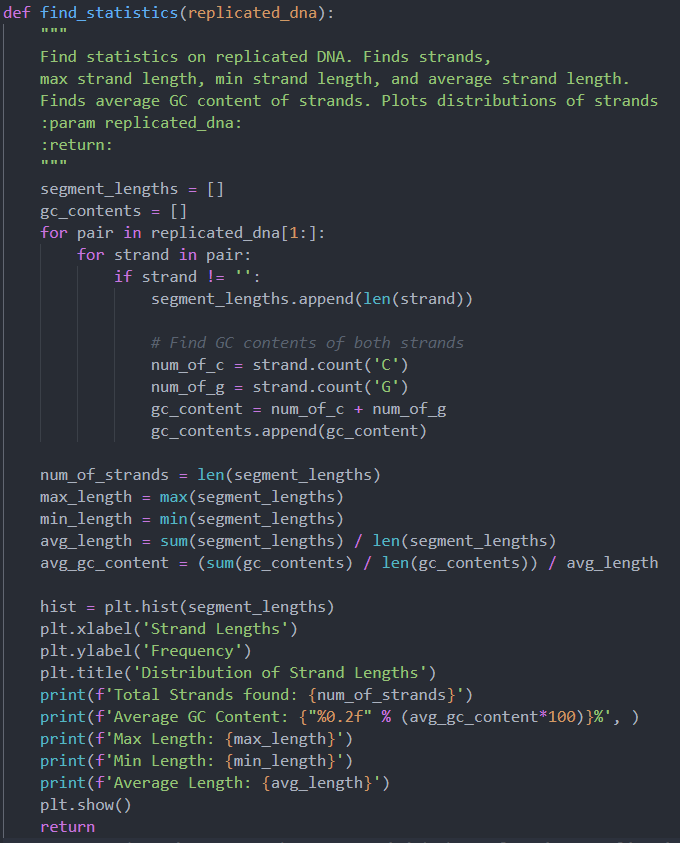 def find_statistics(replicated_dna):
    """
    Find statistics on replicated DNA. Finds strands,
    max strand length, min strand length, and average strand length.
    Finds average GC content of strands. Plots distributions of strands
    :param replicated_dna:
    :return:
    """
    segment_lengths = []
    gc_contents = []
    for pair in replicated_dna[1:]:
        for strand in pair:
            if strand != '':
                segment_lengths.append(len(strand))

                # Find GC contents of both strands
                num_of_c = strand.count('C')
                num_of_g = strand.count('G')
                gc_content = num_of_c + num_of_g
                gc_contents.append(gc_content)

    num_of_strands = len(segment_lengths)
    max_length = max(segment_lengths)
    min_length = min(segment_lengths)
    avg_length = sum(segment_lengths) / len(segment_lengths)
    avg_gc_content = (sum(gc_contents) / len(gc_contents)) / avg_length

    hist = plt.hist(segment_lengths)
    plt.xlabel('Strand Lengths')
    plt.ylabel('Frequency')
    plt.title('Distribution of Strand Lengths')
    print(f'Total Strands found: {num_of_strands}')
    print(f'Average GC Content: {"%0.2f" % (avg_gc_content*100)}%', )
    print(f'Max Length: {max_length}')
    print(f'Min Length: {min_length}')
    print(f'Average Length: {avg_length}')
    plt.show()
    return